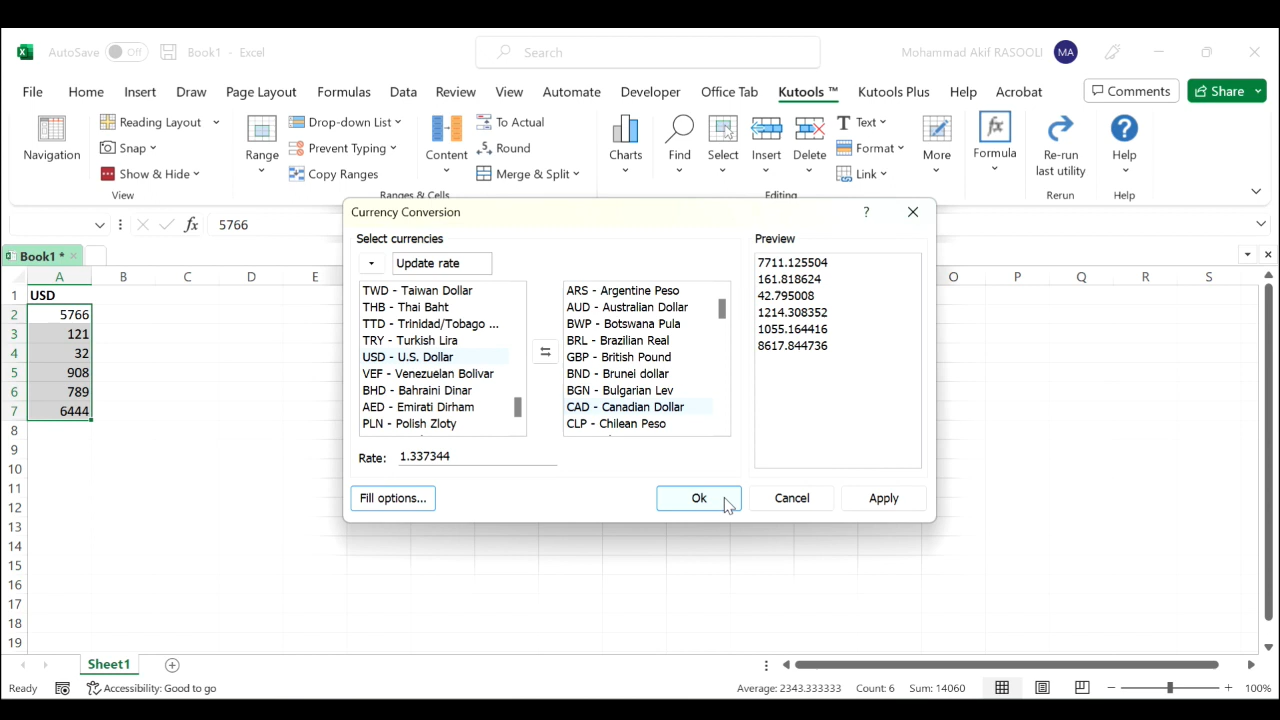 AutoSave Off Book1 - Excel Search Mohammad Akif RASOOLI MA
File Home Insert Draw Page Layout Formulas Data Review View Automate Developer Office Tab Kutools ™ Kutools Plus Help Acrobat Comments Share
Navigation Reading Layout Snap Show & Hide View
Range Drop-down List Prevent Typing Copy Ranges Content To Actual Round Merge & Split Ranges & Cells
Charts Find Select Insert Delete Text Format Link More Editing
Formula Re-run last utility Rerun Help Help
fx 5766
Book1 *
A B C D E O P Q R S
1 USD
2 5766
3 121
4 32
5 908
6 789
7 6444
8
9
10
11
12
13
14
15
16
17
18
19
Currency Conversion ?
Select currencies
Update rate
TWD - Taiwan Dollar
THB - Thai Baht
TTD - Trinidad/Tobago ...
TRY - Turkish Lira
USD - U.S. Dollar
VEF - Venezuelan Bolivar
BHD - Bahraini Dinar
AED - Emirati Dirham
PLN - Polish Zloty
ARS - Argentine Peso
AUD - Australian Dollar
BWP - Botswana Pula
BRL - Brazilian Real
GBP - British Pound
BND - Brunei dollar
BGN - Bulgarian Lev
CAD - Canadian Dollar
CLP - Chilean Peso
Rate: 1.337344
Preview
7711.125504
161.818624
42.795008
1214.308352
1055.164416
8617.844736
Fill options... Ok Cancel Apply
Sheet1
Ready Accessibility: Good to go Average: 2343.333333 Count: 6 Sum: 14060 100%